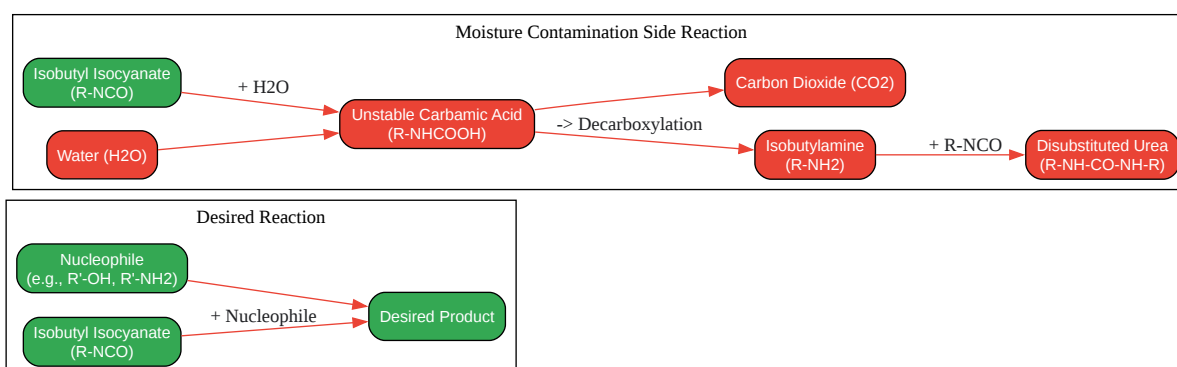 Moisture Contamination Side Reaction
Isobutyl Isocyanate
(R-NCO)
+ H2O
Water (H2O)
Unstable Carbamic Acid
(R-NHCOOH)
-> Decarboxylation
Carbon Dioxide (CO2)
Isobutylamine
(R-NH2)
+ R-NCO
Disubstituted Urea
(R-NH-CO-NH-R)
Desired Reaction
Nucleophile
(e.g., R'-OH, R'-NH2)
Isobutyl Isocyanate
(R-NCO)
+ Nucleophile
Desired Product